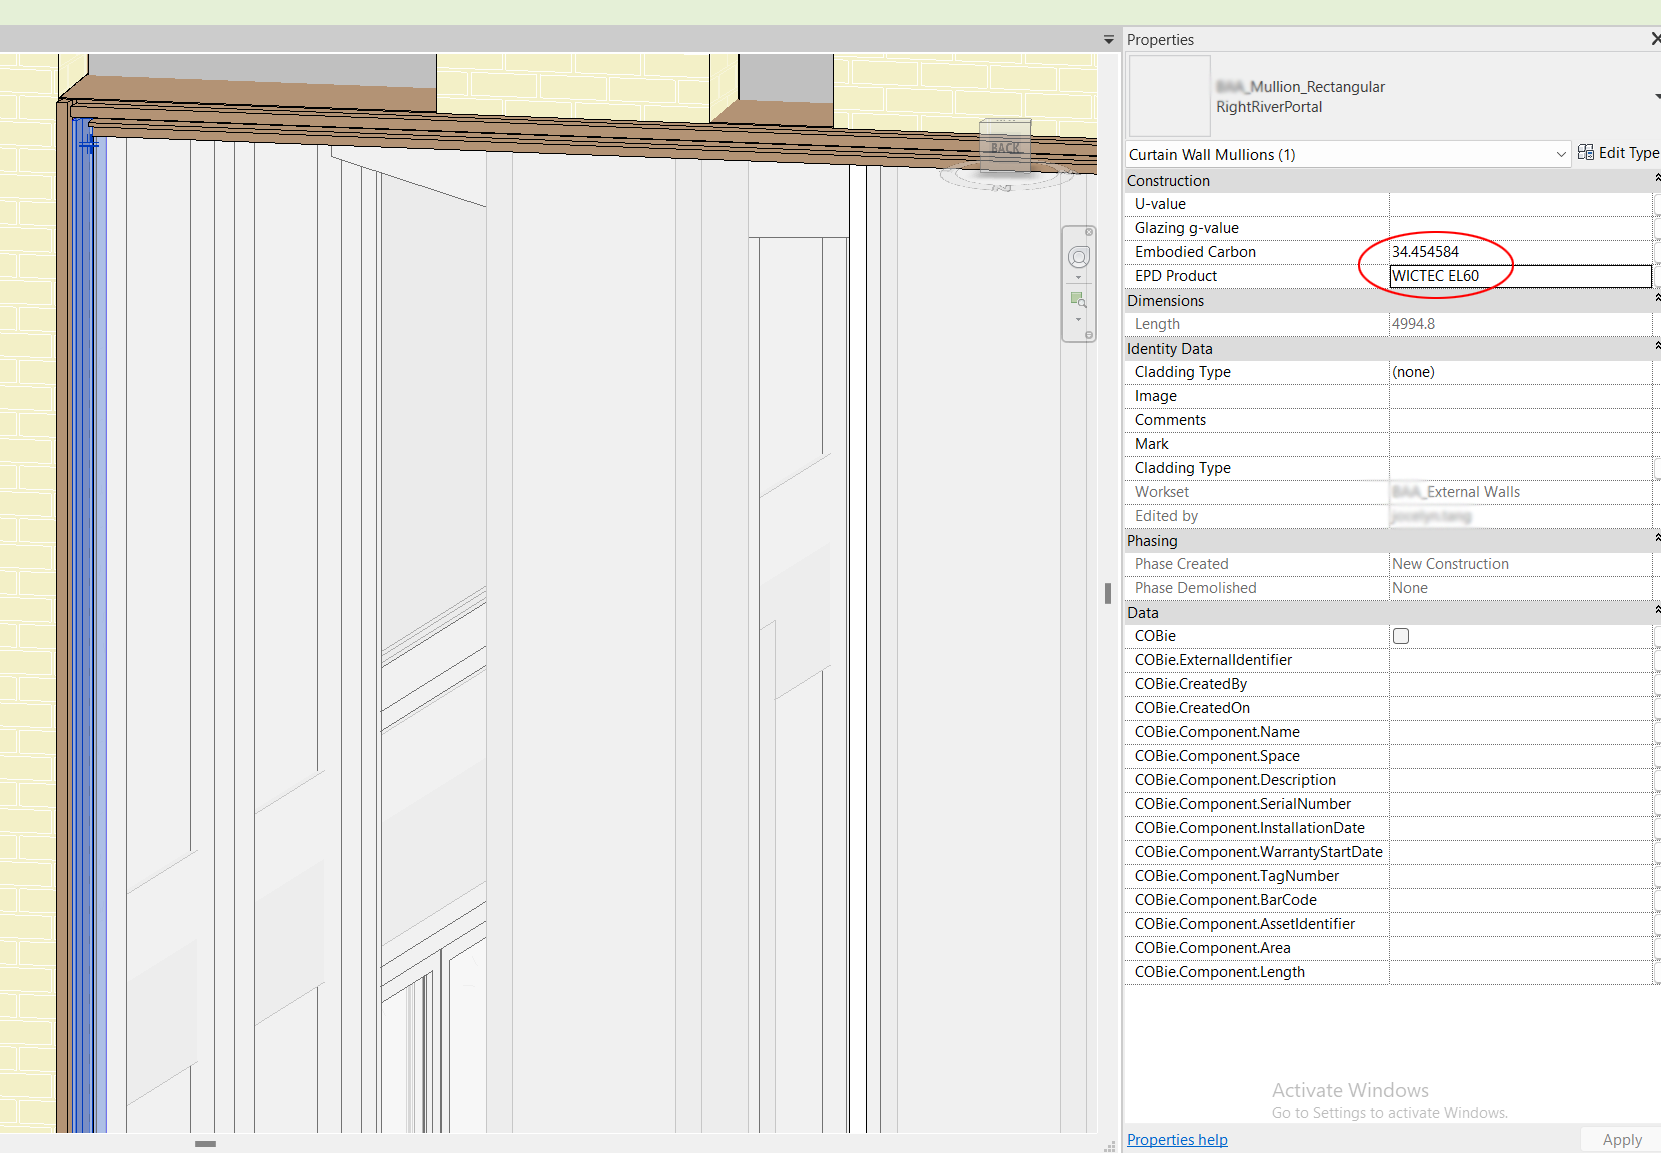 Properties
_Mullion_Rectangular
RightRiverPortal
Curtain Wall Mullions (1)
Edit Type
Construction
U-value
Glazing g-value
Embodied Carbon 34.454584
EPD Product WICTEC EL60
Dimensions
Length 4994.8
Identity Data
Cladding Type (none)
Image
Comments
Mark
Cladding Type
Workset _External Walls
Edited by
Phasing
Phase Created New Construction
Phase Demolished None
Data
COBie
COBie.ExternalIdentifier
COBie.CreatedBy
COBie.CreatedOn
COBie.Component.Name
COBie.Component.Space
COBie.Component.Description
COBie.Component.SerialNumber
COBie.Component.InstallationDate
COBie.Component.WarrantyStartDate
COBie.Component.TagNumber
COBie.Component.BarCode
COBie.Component.AssetIdentifier
COBie.Component.Area
COBie.Component.Length
Activate Windows
Go to Settings to activate Windows.
Properties help
Apply
BACK